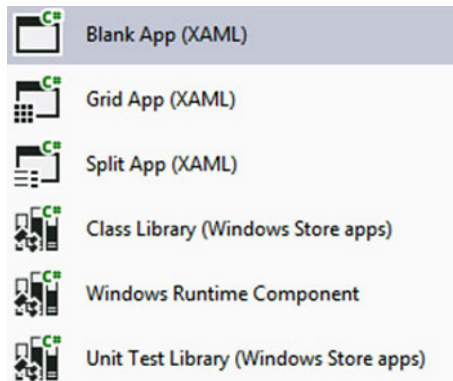 C# Blank App (XAML)
C# Grid App (XAML)
C# Split App (XAML)
C# Class Library (Windows Store apps)
C# Windows Runtime Component
C# Unit Test Library (Windows Store apps)